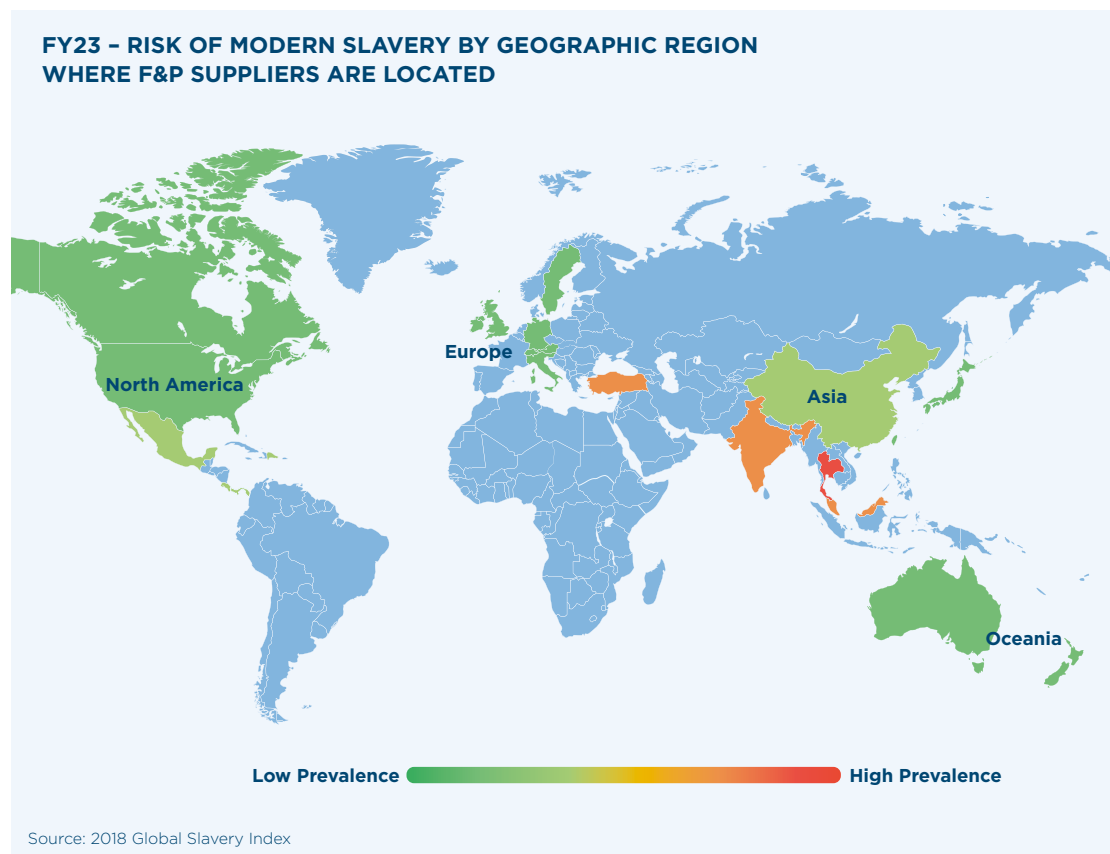 FY23 – RISK OF MODERN SLAVERY BY GEOGRAPHIC REGION
WHERE F&P SUPPLIERS ARE LOCATED
Europe
North America
Asia
Oceania
Low Prevalence
High Prevalence
Source: 2018 Global Slavery Index